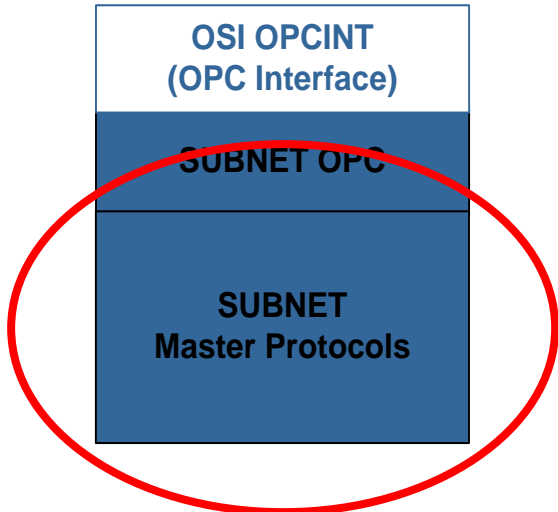 OSI OPCINT
(OPC Interface)
SUBNET OPC
SUBNET
Master Protocols